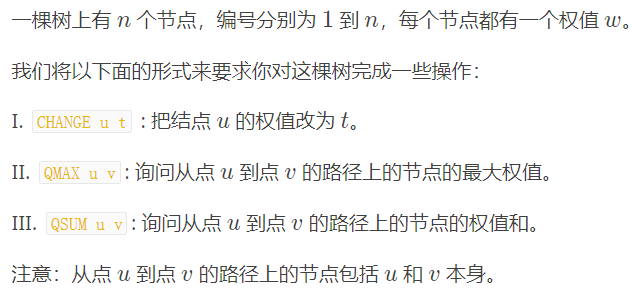 一棵树上有 n 个节点，编号分别为 1 到 n，每个节点都有一个权值 w。
我们将以下面的形式来要求你对这棵树完成一些操作：
I. CHANGE u t : 把结点 u 的权值改为 t。
II. QMAX u v : 询问从点 u 到点 v 的路径上的节点的最大权值。
III. QSUM u v : 询问从点 u 到点 v 的路径上的节点的权值和。
注意：从点 u 到点 v 的路径上的节点包括 u 和 v 本身。